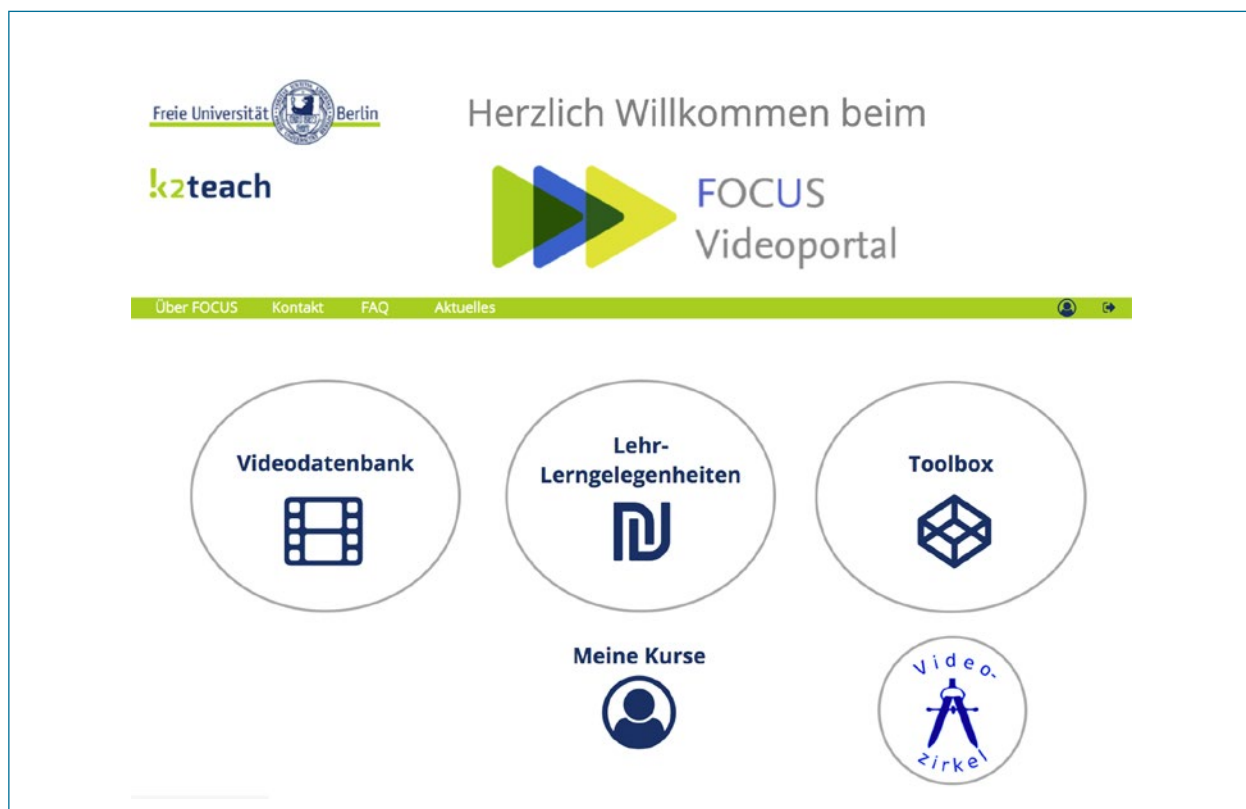 Freie Universität Berlin
Herzlich Willkommen beim
k2teach
FOCUS
Videoportal
Über FOCUS Kontakt FAQ Aktuelles
Videodatenbank
Lehr-
Lerngelegenheiten
Toolbox
Meine Kurse
Video-
zirkel